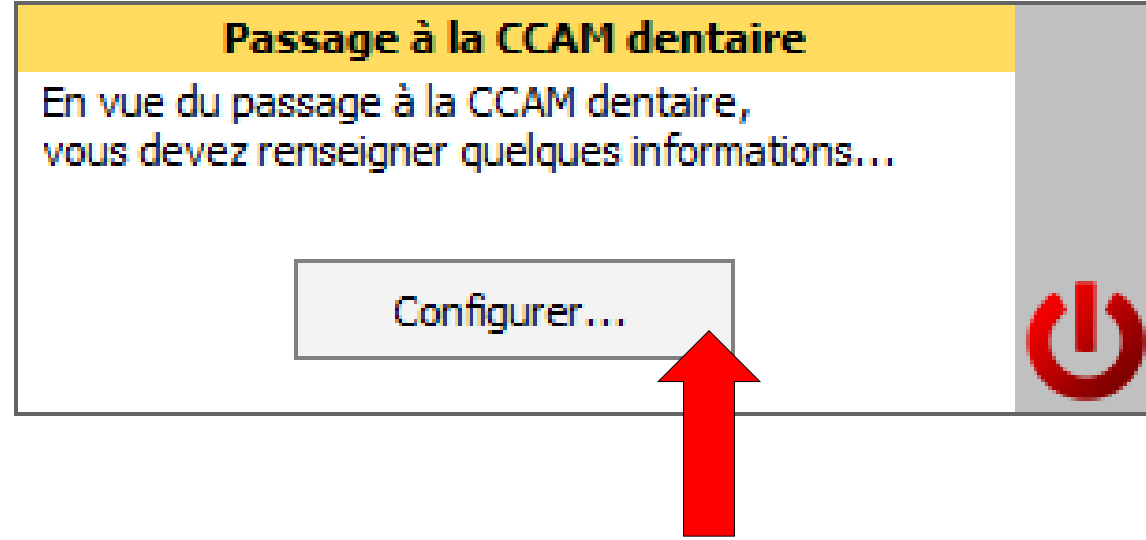 Passage à la CCAM dentaire
En vue du passage à la CCAM dentaire,
vous devez renseigner quelques informations...
Configurer...